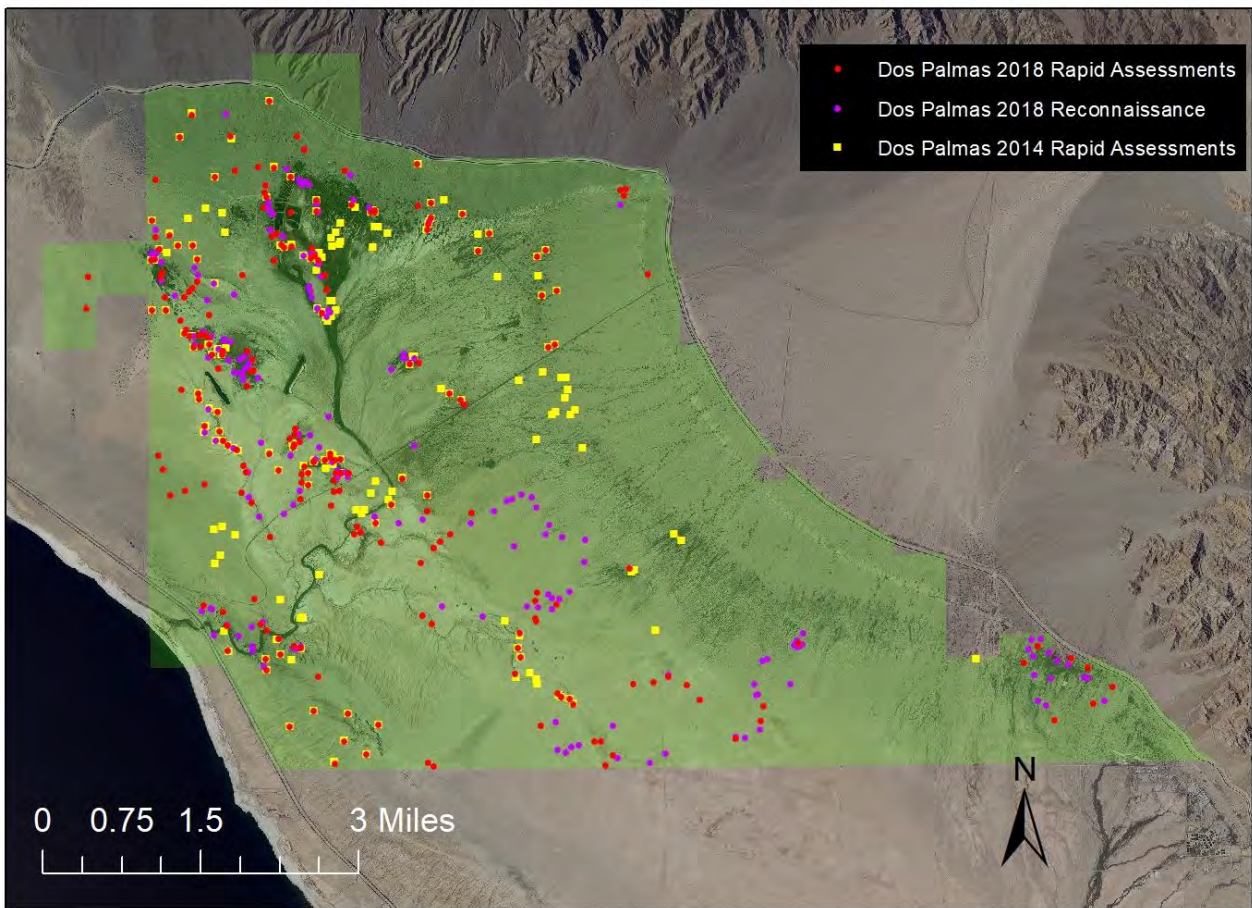 Dos Palmas 2018 Rapid Assessments
Dos Palmas 2018 Reconnaissance
Dos Palmas 2014 Rapid Assessments
N
0 0.75 1.5 3 Miles